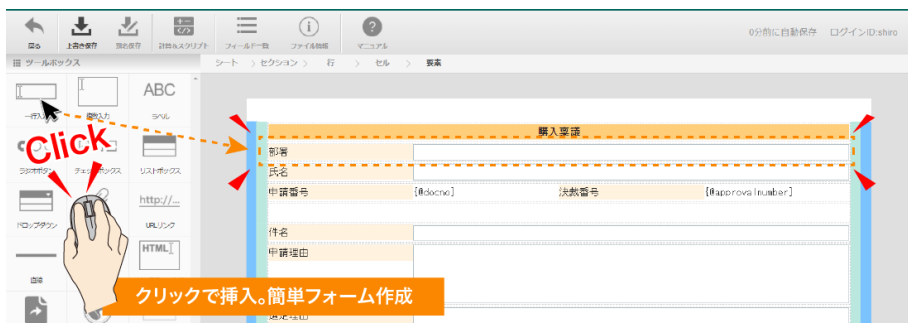 戻る 上書き保存 別名保存 計算&スクリプト フィールド一覧 ファイル情報 マニュアル
0分前に自動保存 ログインID:shiro
ツールボックス
シート > セクション > 行 > セル > 要素
ABC
一行入力 複数入力 ラベル
Click
ラジオボタン チェックボックス リストボックス
http://...
ドロップダウン URLリンク
HTML
直線
クリックで挿入。簡単フォーム作成
購入稟議
部署
氏名
申請番号 [@docno] 決裁番号 [@approvalnumber]
件名
申請理由
選定理由